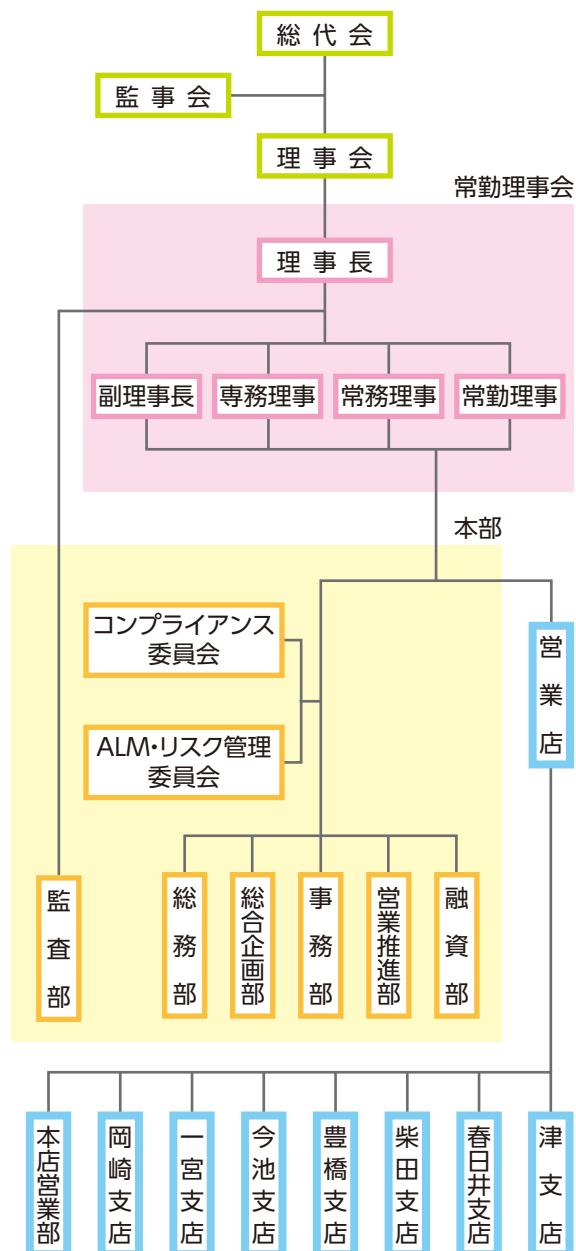 総代会
監事会
理事会
常勤理事会
理事長
副理事長
専務理事
常務理事
常勤理事
本部
コンプライアンス
委員会
ALM・リスク管理
委員会
営業店
監査部
総務部
総合企画部
事務部
営業推進部
融資部
本店営業部
岡崎支店
一宮支店
今池支店
豊橋支店
柴田支店
春日井支店
津支店